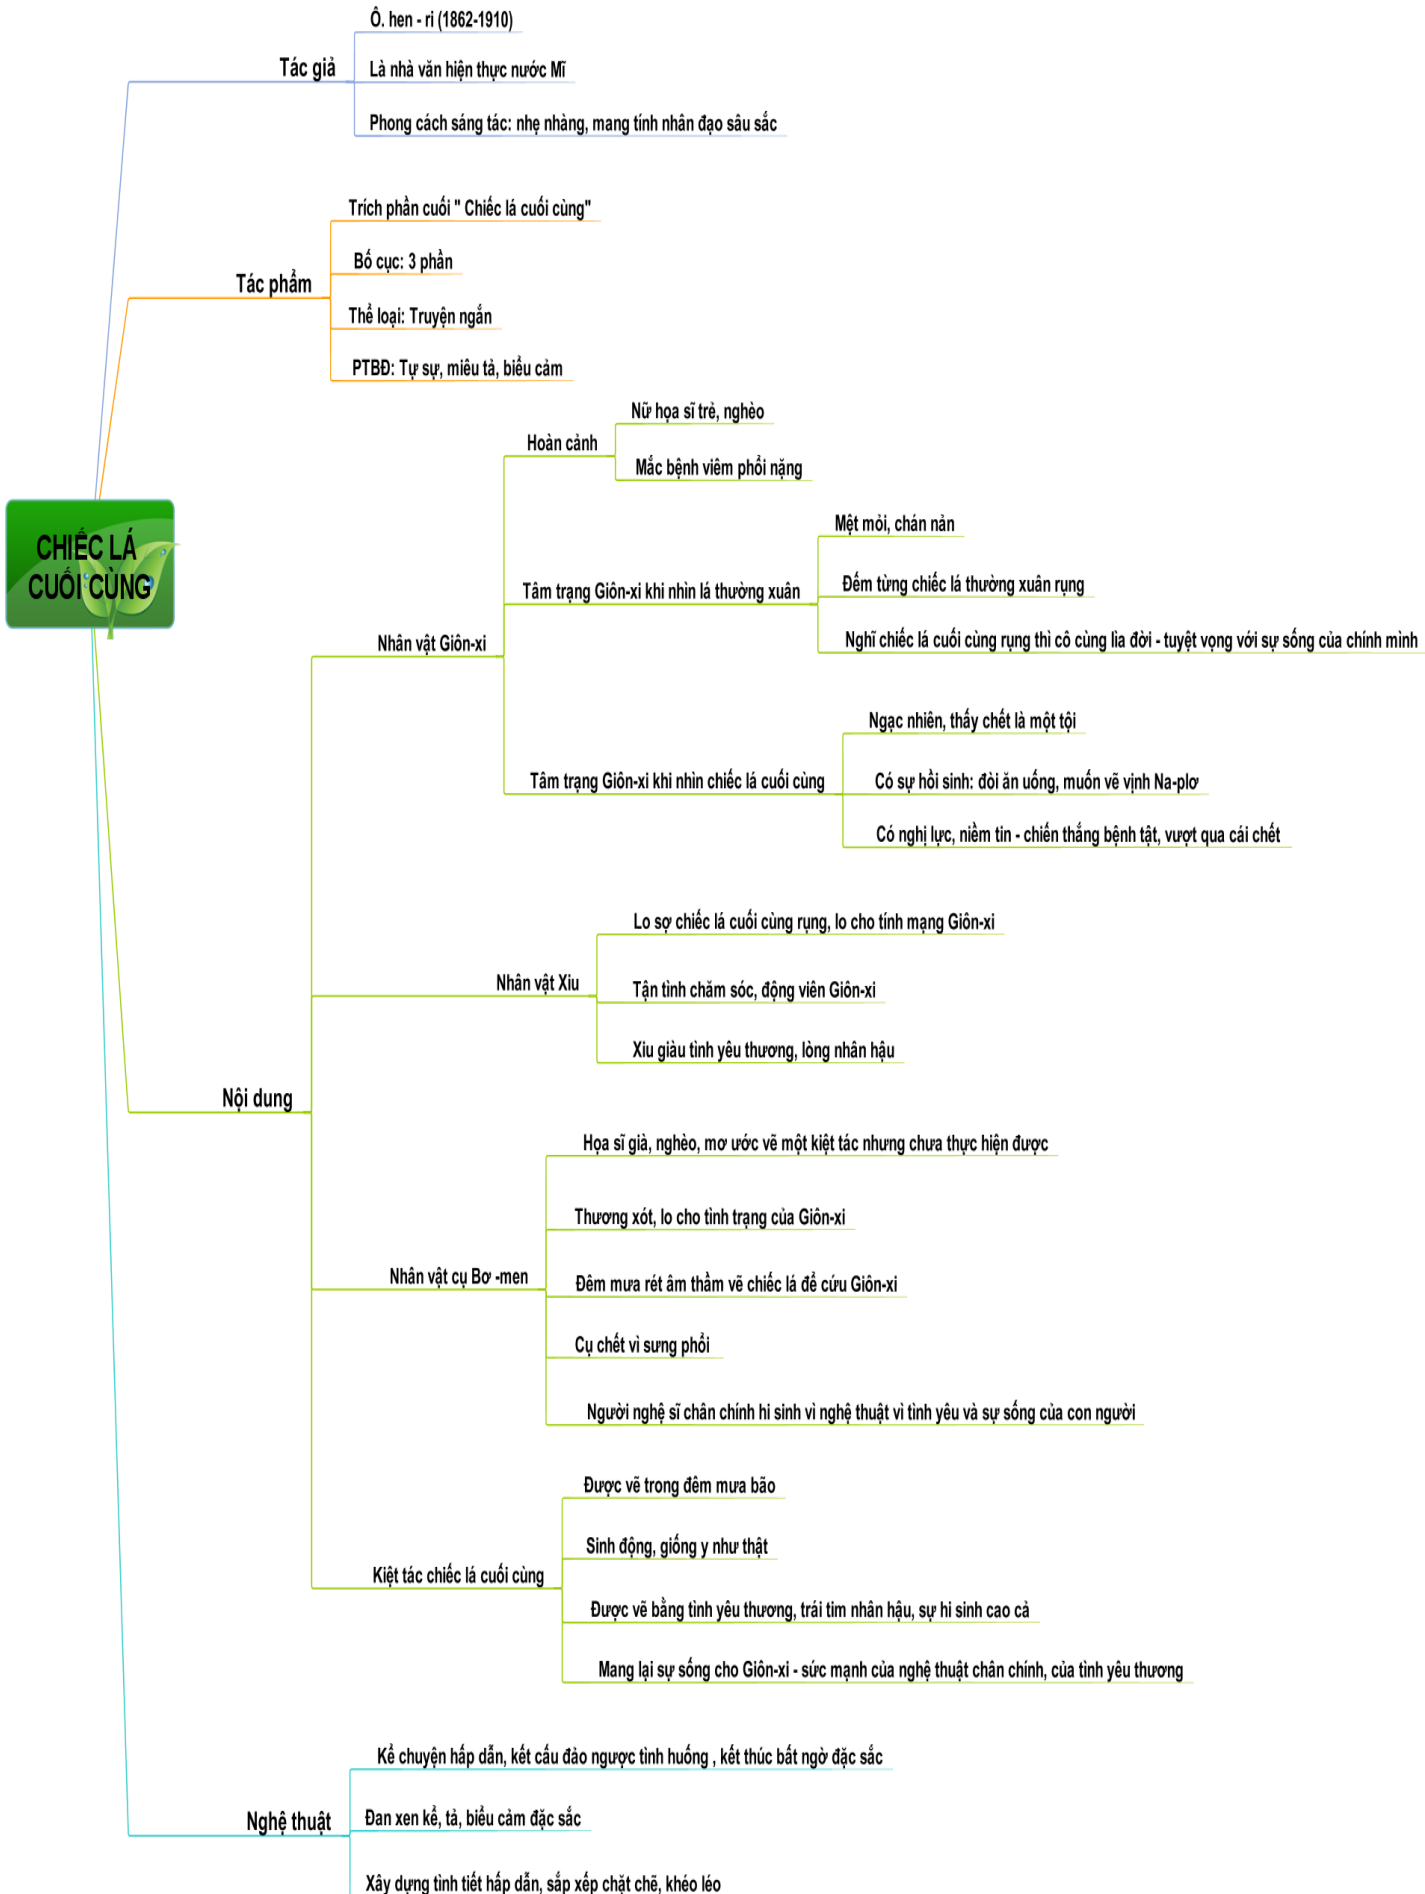 CHIẾC LÁ
CUỐI CÙNG
Tác giả
Ô. hen - ri (1862-1910)
Là nhà văn hiện thực nước Mĩ
Phong cách sáng tác: nhẹ nhàng, mang tính nhân đạo sâu sắc
Tác phẩm
Trích phần cuối " Chiếc lá cuối cùng"
Bố cục: 3 phần
Thể loại: Truyện ngắn
PTBĐ: Tự sự, miêu tả, biểu cảm
Nội dung
Nhân vật Giôn-xi
Hoàn cảnh
Nữ họa sĩ trẻ, nghèo
Mắc bệnh viêm phổi nặng
Tâm trạng Giôn-xi khi nhìn lá thường xuân
Mệt mỏi, chán nản
Đếm từng chiếc lá thường xuân rụng
Nghĩ chiếc lá cuối cùng rụng thì cô cùng lìa đời - tuyệt vọng với sự sống của chính mình
Tâm trạng Giôn-xi khi nhìn chiếc lá cuối cùng
Ngạc nhiên, thấy chết là một tội
Có sự hồi sinh: đòi ăn uống, muốn vẽ vịnh Na-plơ
Có nghị lực, niềm tin - chiến thắng bệnh tật, vượt qua cái chết
Nhân vật Xiu
Lo sợ chiếc lá cuối cùng rụng, lo cho tính mạng Giôn-xi
Tận tình chăm sóc, động viên Giôn-xi
Xiu giàu tình yêu thương, lòng nhân hậu
Nhân vật cụ Bơ -men
Họa sĩ già, nghèo, mơ ước vẽ một kiệt tác nhưng chưa thực hiện được
Thương xót, lo cho tình trạng của Giôn-xi
Đêm mưa rét âm thầm vẽ chiếc lá để cứu Giôn-xi
Cụ chết vì sưng phổi
Người nghệ sĩ chân chính hi sinh vì nghệ thuật vì tình yêu và sự sống của con người
Kiệt tác chiếc lá cuối cùng
Được vẽ trong đêm mưa bão
Sinh động, giống y như thật
Được vẽ bằng tình yêu thương, trái tim nhân hậu, sự hi sinh cao cả
Mang lại sự sống cho Giôn-xi - sức mạnh của nghệ thuật chân chính, của tình yêu thương
Nghệ thuật
Kể chuyện hấp dẫn, kết cấu đảo ngược tình huống , kết thúc bất ngờ đặc sắc
Đan xen kể, tả, biểu cảm đặc sắc
Xây dựng tình tiết hấp dẫn, sắp xếp chặt chẽ, khéo léo